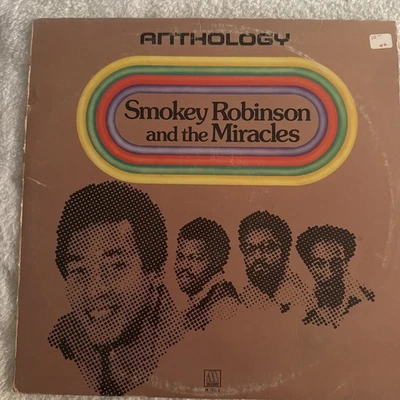 ANTHOLOGY
Smokey Robinson
and the Miracles